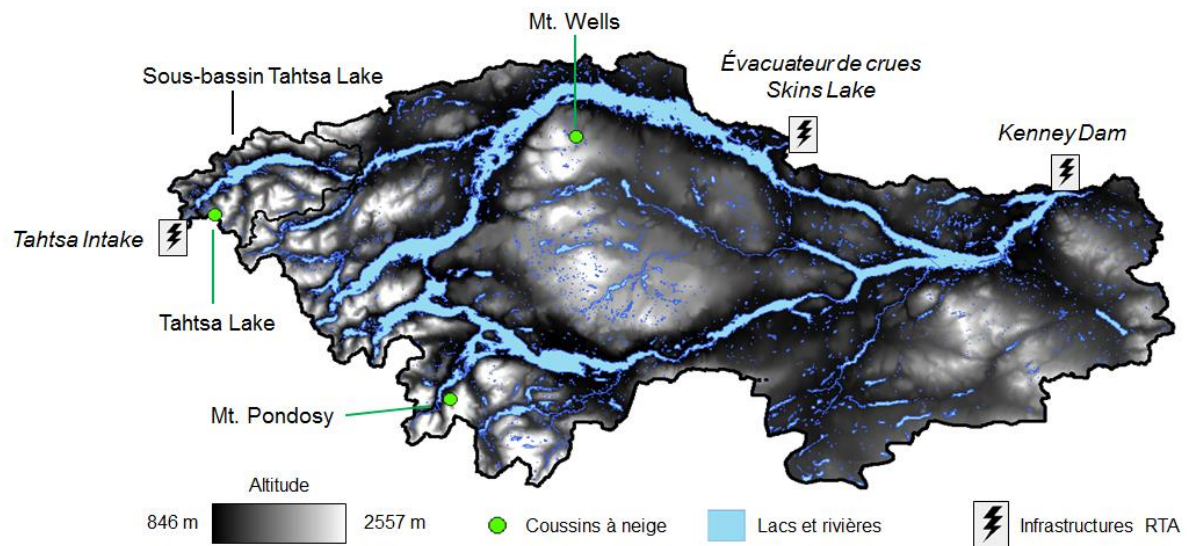 Mt. Wells
Sous-bassin Tahtsa Lake
Évacuateur de crues
Skins Lake
Kenney Dam
Tahtsa Intake
Tahtsa Lake
Mt. Pondosy
Altitude
846 m
2557 m
Coussins à neige
Lacs et rivières
Infrastructures RTA